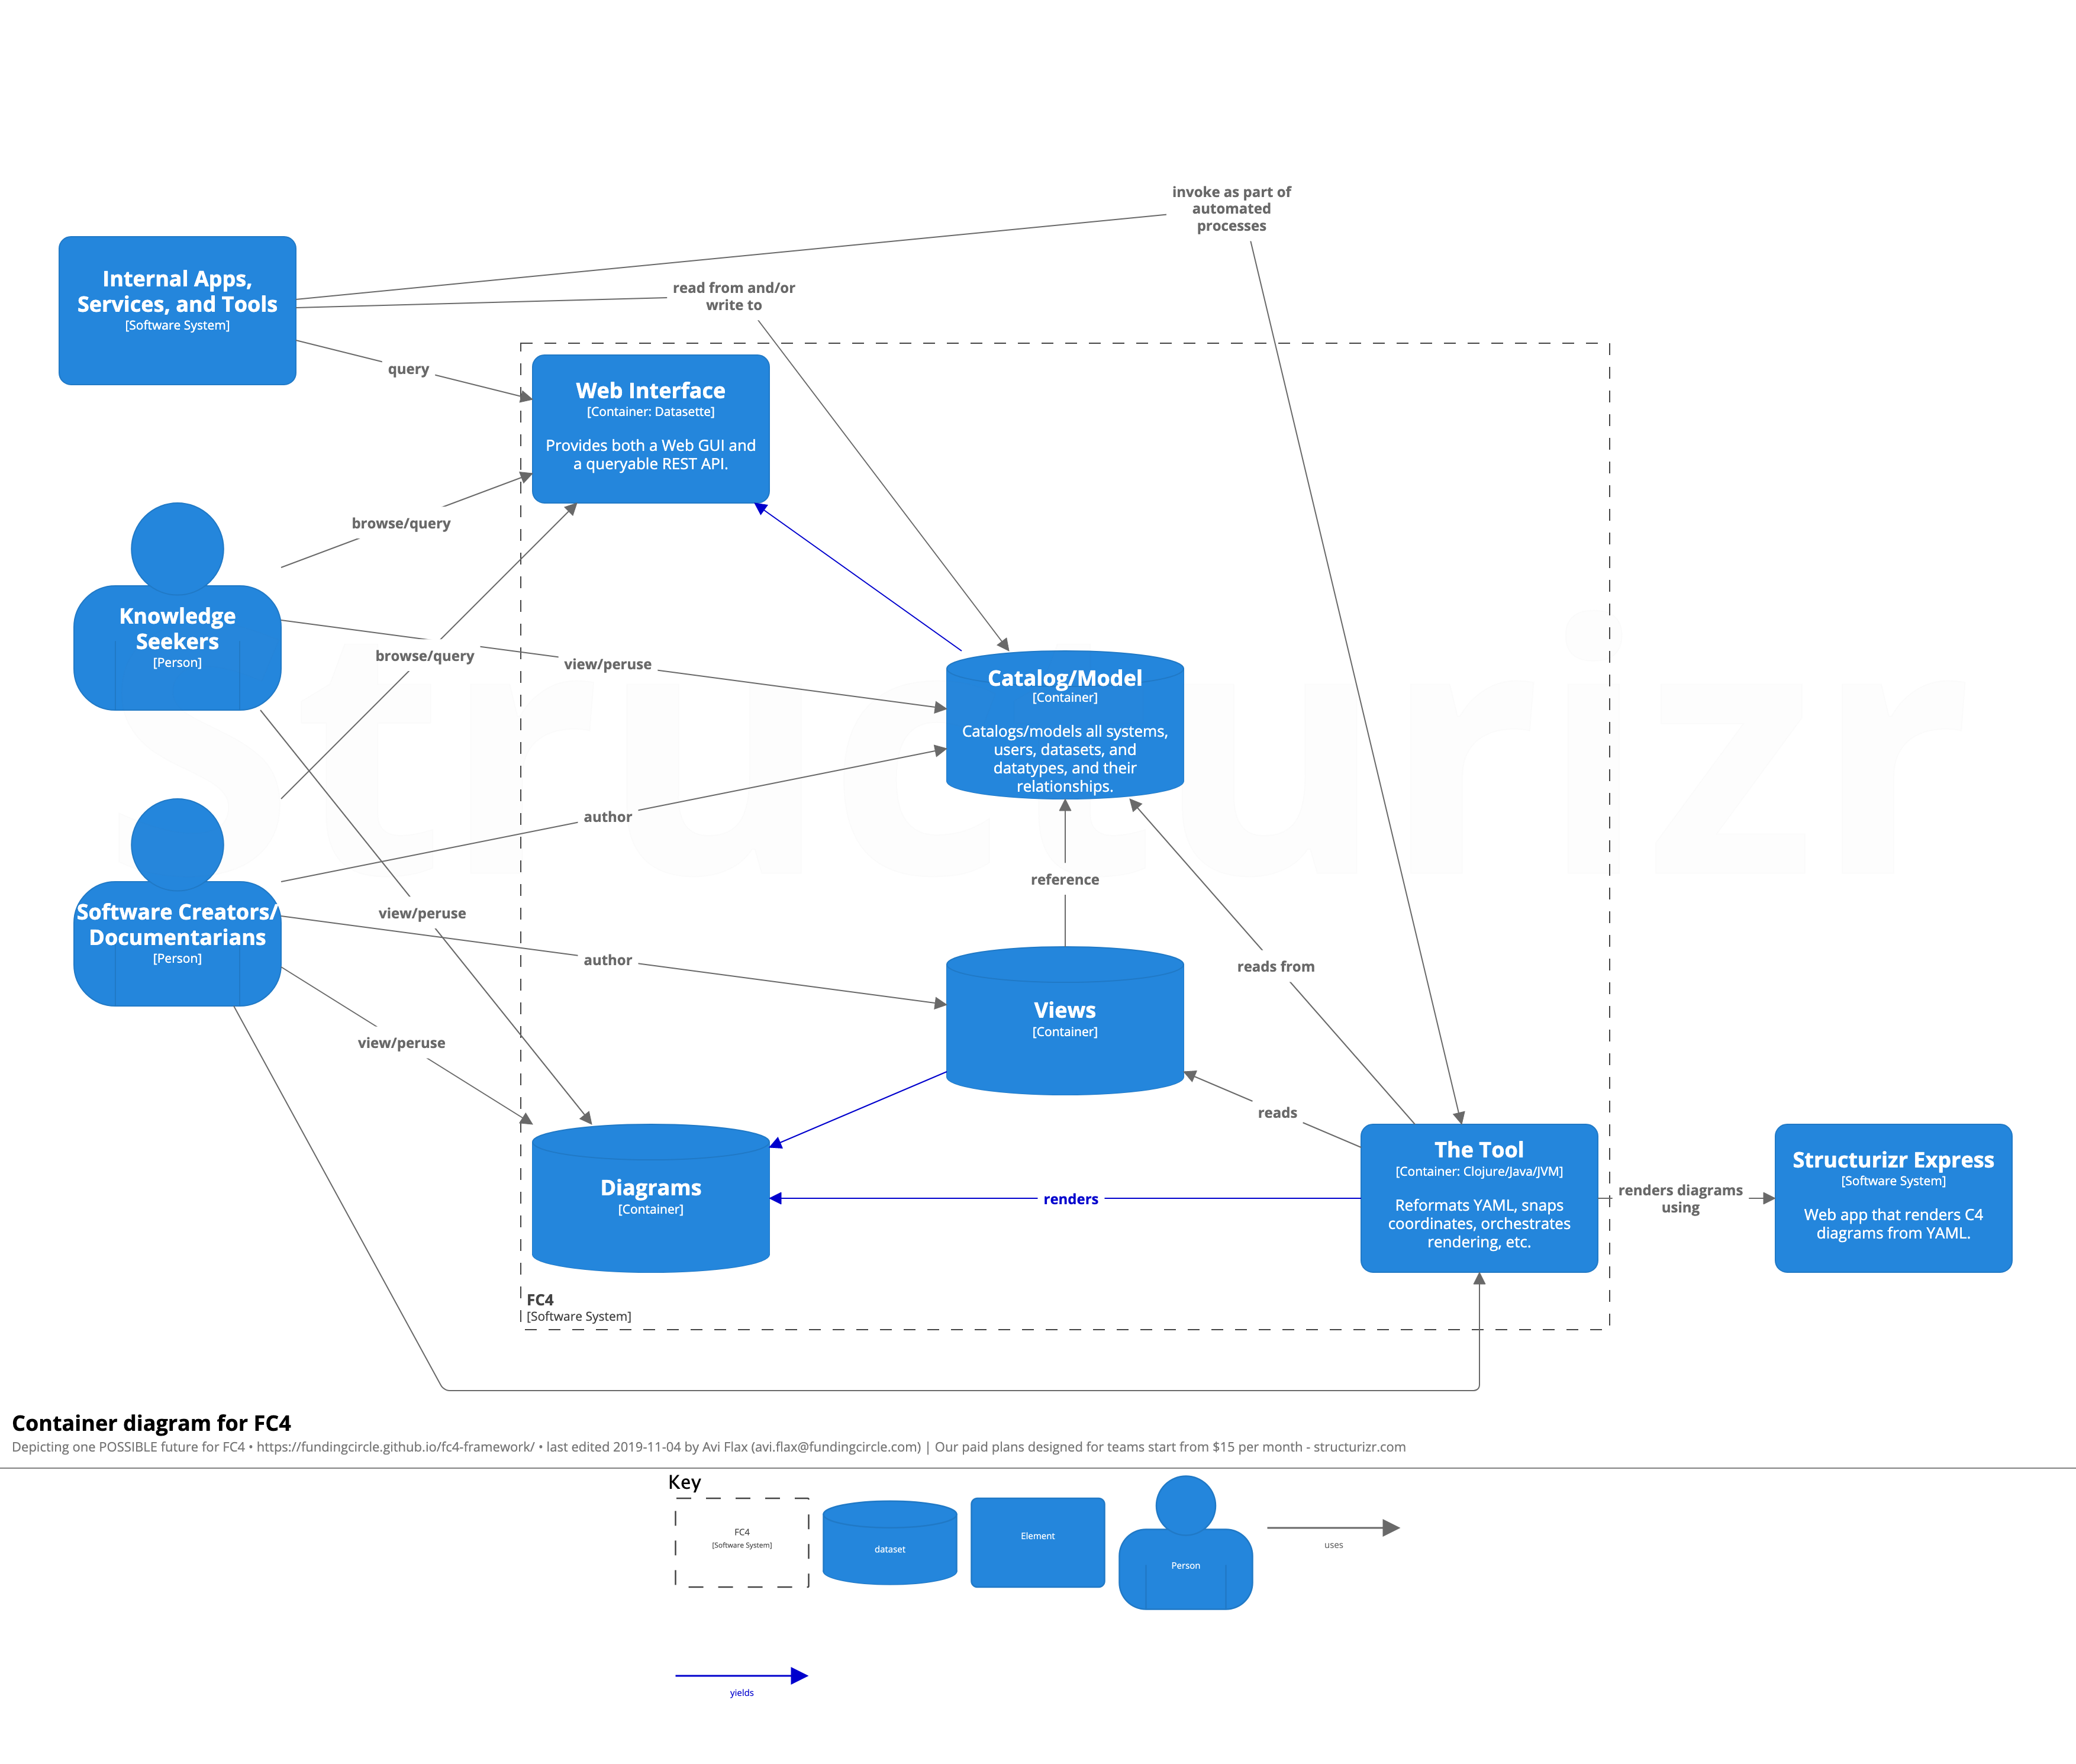 invoke as part of
automated
processes
Internal Apps,
Services, and Tools
[Software System]
read from and/or
write to
query
Web Interface
[Container: Datasette]
Provides both a Web GUI and
a queryable REST API.
browse/query
Knowledge
Seekers
[Person]
browse/query
view/peruse
Catalog/Model
[Container]
Catalogs/models all systems,
users, datasets, and
datatypes, and their
relationships.
author
reference
Software Creators/
Documentarians
[Person]
view/peruse
author
reads from
Views
[Container]
view/peruse
reads
Diagrams
[Container]
renders
The Tool
[Container: Clojure/Java/JVM]
Reformats YAML, snaps
coordinates, orchestrates
rendering, etc.
renders diagrams
using
Structurizr Express
[Software System]
Web app that renders C4
diagrams from YAML.
FC4
[Software System]
Structurizr
Container diagram for FC4
Depicting one POSSIBLE future for FC4 • https://fundingcircle.github.io/fc4-framework/ • last edited 2019-11-04 by Avi Flax (avi.flax@fundingcircle.com) | Our paid plans designed for teams start from $15 per month - structurizr.com
Key
FC4
[Software System]
dataset
Element
Person
uses
yields